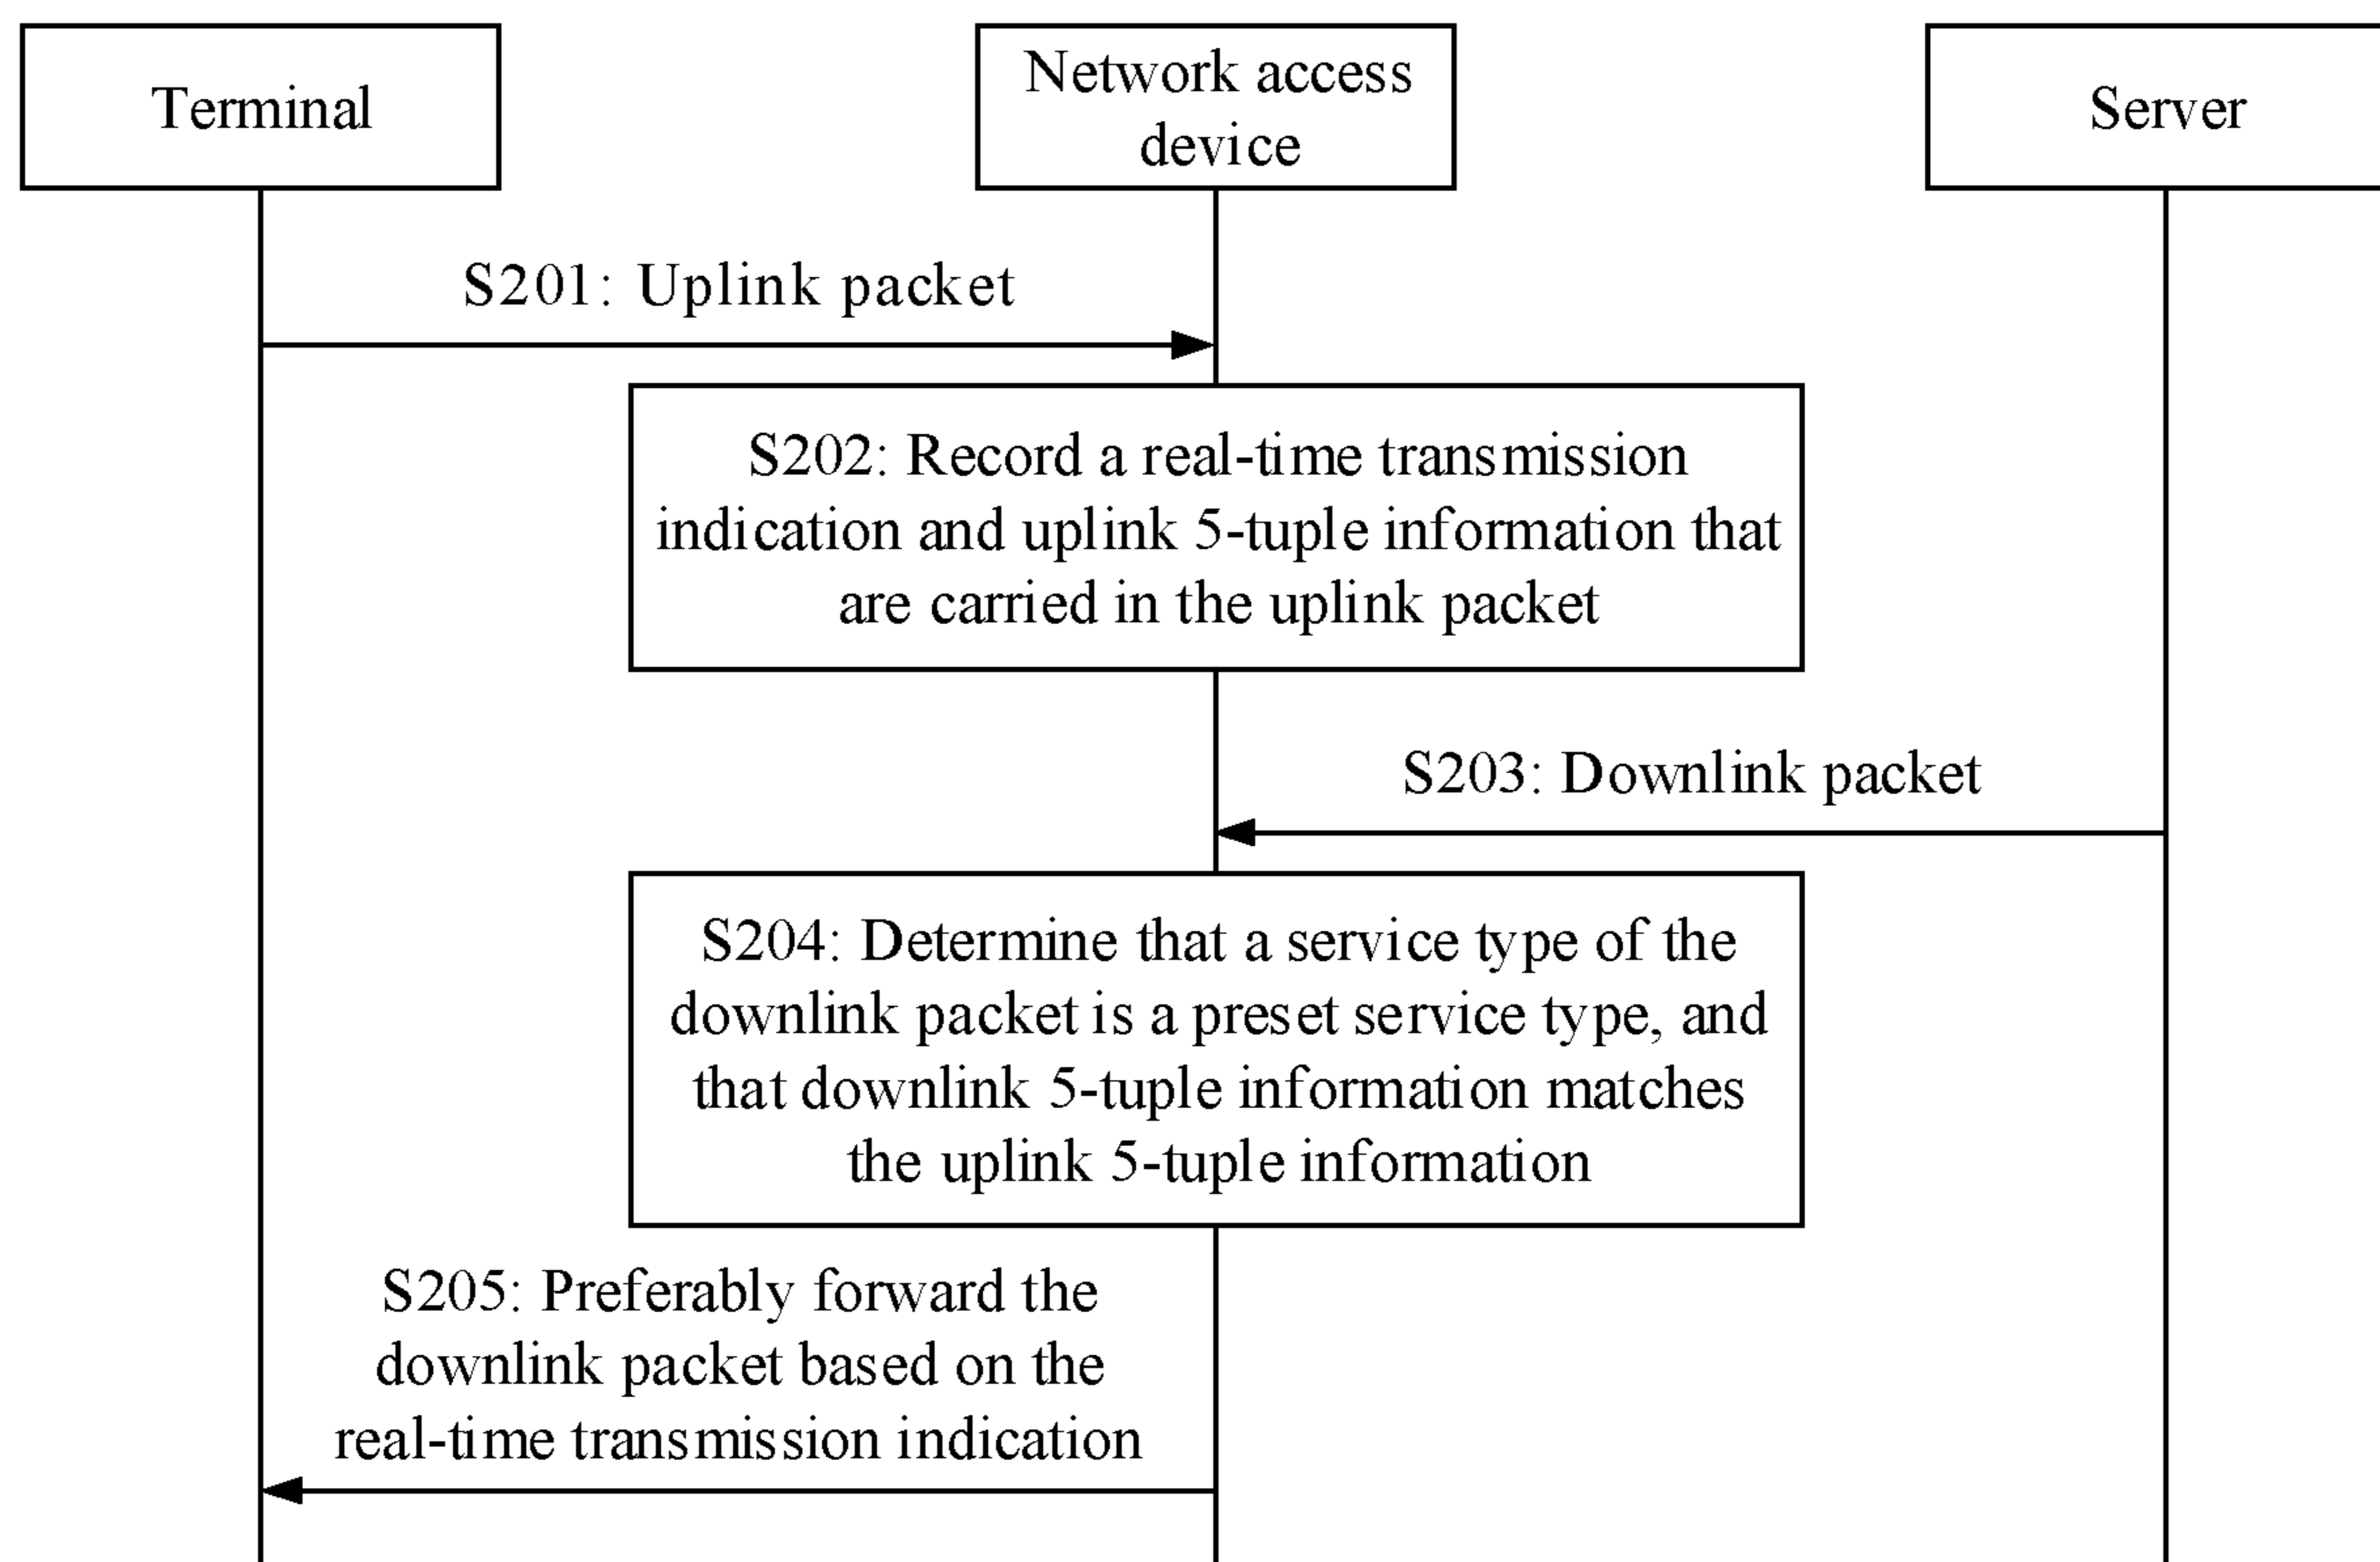 Terminal
Network access
device
Server
S201: Uplink packet
S202: Record a real-time transmission
indication and uplink 5-tuple information that
are carried in the uplink packet
S203: Downlink packet
S204: Determine that a service type of the
downlink packet is a preset service type, and
that downlink 5-tuple information matches
the uplink 5-tuple information
S205: Preferably forward the
downlink packet based on the
real-time transmission indication